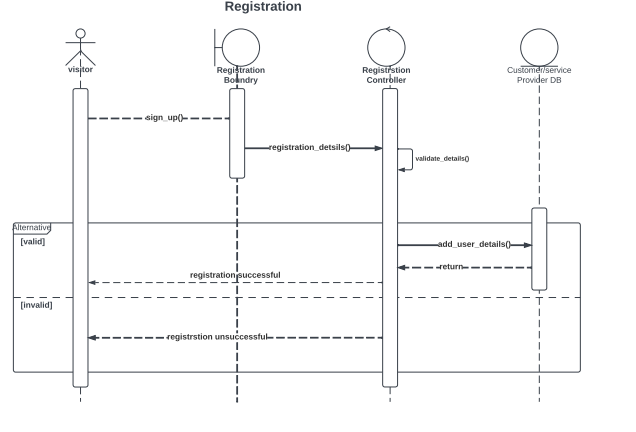 Registration
visitor
Registration
Boundry
Registrstion
Controller
Customer/service
Provider DB
sign_up()
registration_detsils()
validate_details()
Alternative
[valid]
add_user_details()
return
registration successful
[invalid]
registrstion unsuccessful